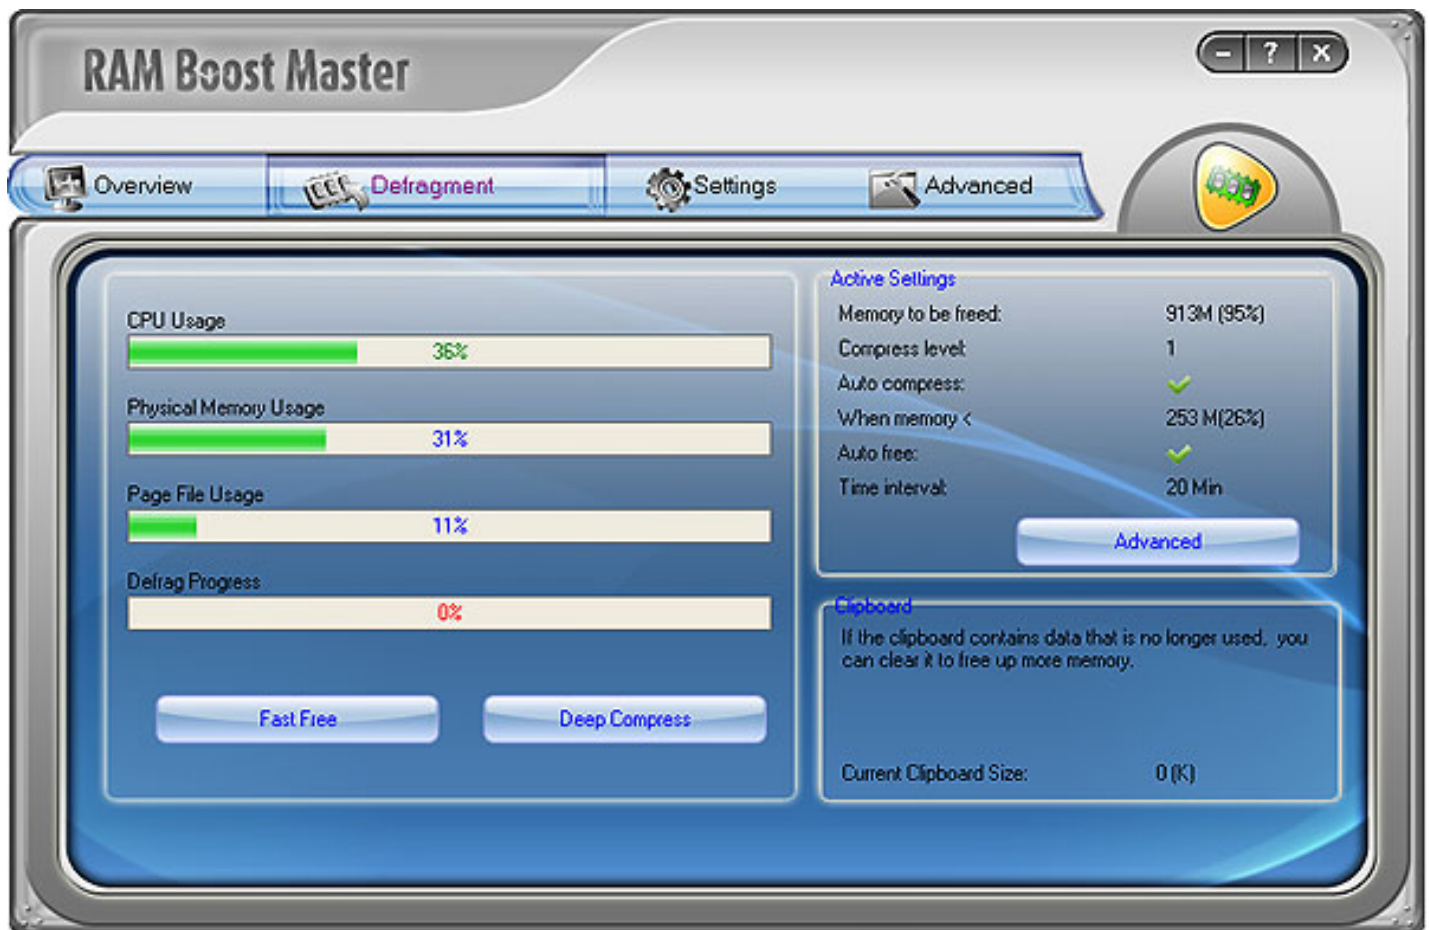 RAM Boost Master
- ? X
Overview
Defragment
Settings
Advanced
CPU Usage
36%
Physical Memory Usage
31%
Page File Usage
11%
Defrag Progress
0%
Fast Free
Deep Compress
Active Settings
Memory to be freed: 913M (95%)
Compress level: 1
Auto compress:
When memory < 253 M(26%)
Auto free:
Time interval: 20 Min
Advanced
Clipboard
If the clipboard contains data that is no longer used, you
can clear it to free up more memory.
Current Clipboard Size: 0 (K)